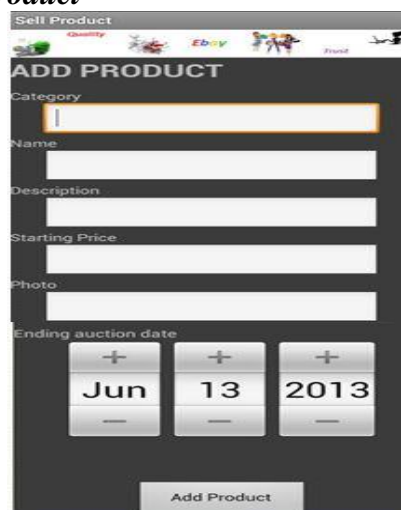 Sell Product
Quality Ebay Trust
ADD PRODUCT
Category
Name
Description
Starting Price
Photo
Ending auction date
+ + +
Jun 13 2013
- - -
Add Product